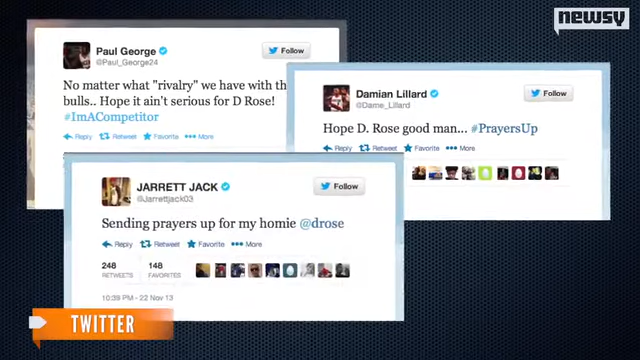 newsy
Paul George
@Paul_George24
Follow
No matter what "rivalry" we have with th
bulls.. Hope it ain't serious for D Rose!
#ImACompetitor
Reply Retweet Favorite More
Damian Lillard
@Dame_Lillard
Follow
Hope D. Rose good man... #PrayersUp
Reply Retweet Favorite More
JARRETT JACK
@Jarrettjack03
Follow
Sending prayers up for my homie @drose
Reply Retweet Favorite More
248 148
RETWEETS FAVORITES
10:38 PM - 22 Nov 13
TWITTER